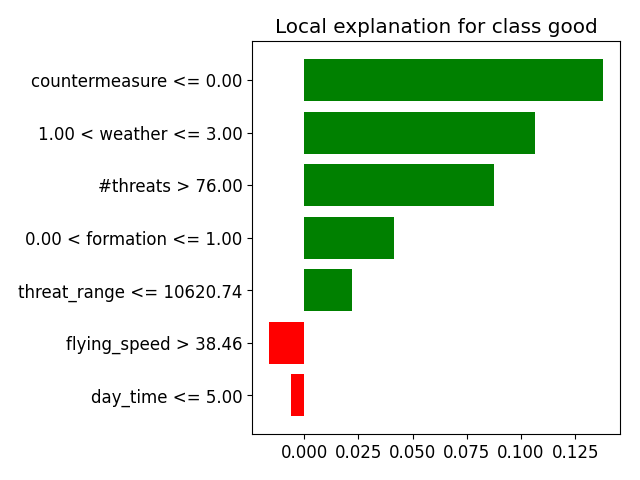 Local explanation for class good
countermeasure <= 0.00
1.00 < weather <= 3.00
#threats > 76.00
0.00 < formation <= 1.00
threat_range <= 10620.74
flying_speed > 38.46
day_time <= 5.00
0.000 0.025 0.050 0.075 0.100 0.125